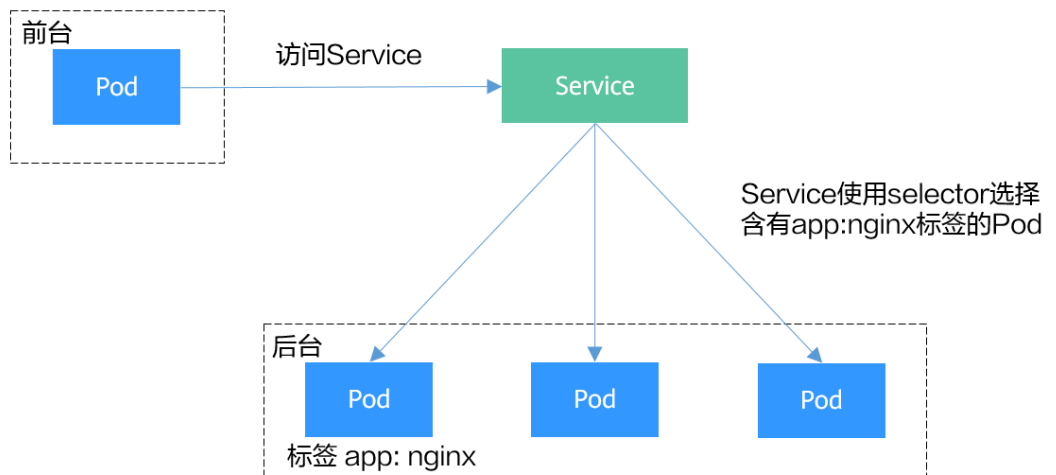 前台
Pod
访问Service
Service
Service使用selector选择
含有app:nginx标签的Pod
后台
Pod
Pod
Pod
标签 app: nginx